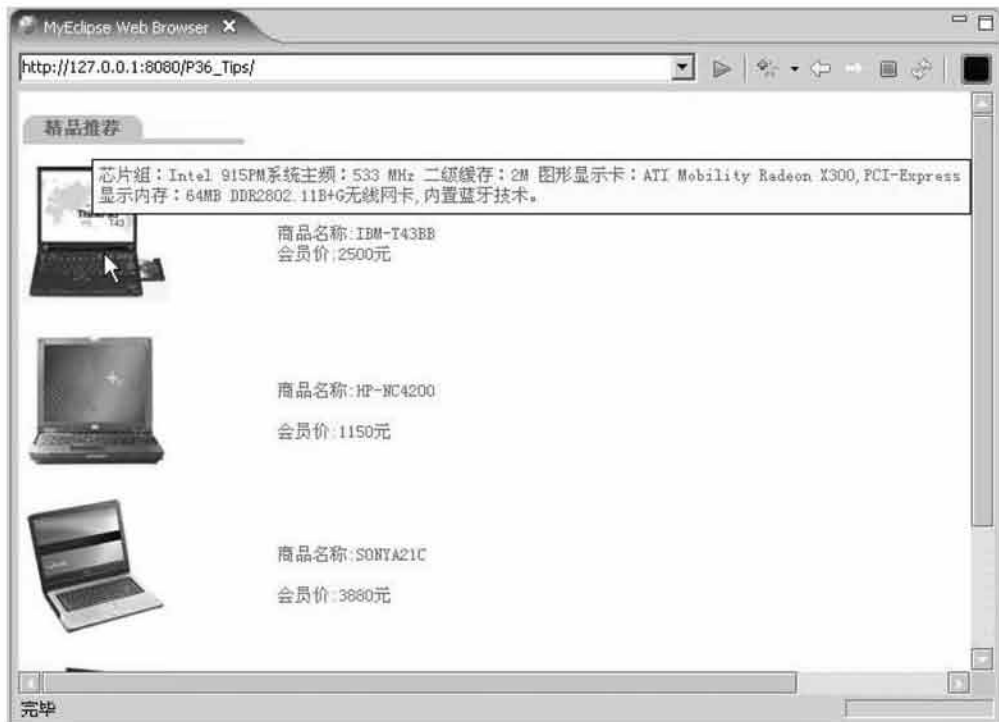 MyEclipse Web Browser
http://127.0.0.1:8080/P36_Tips/
精品推荐
芯片组：Intel 915PM系统主频：533 MHz 二级缓存：2M 图形显示卡：ATI Mobility Radeon X300,PCI-Express
显示内存：64MB DDR2802.11B+G无线网卡,内置蓝牙技术。
商品名称:IBM-T43BB
会员价:2500元
商品名称:HP-NC4200
会员价:1150元
商品名称:SONYA21C
会员价:3880元
完毕